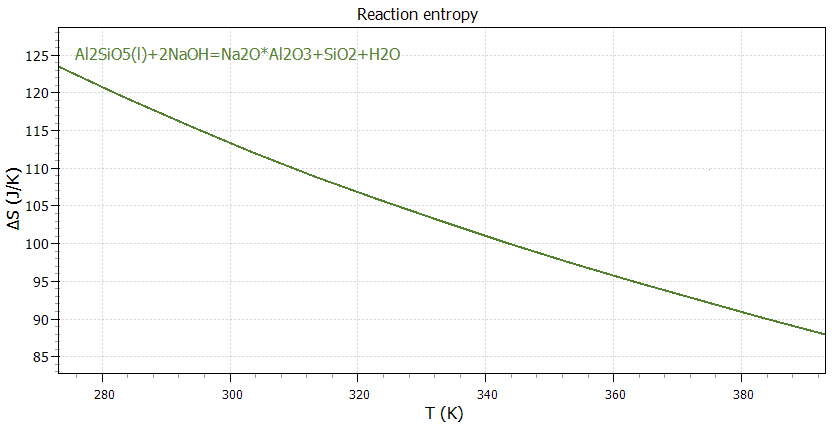 Reaction entropy
Al2SiO5(l)+2NaOH=Na2O*Al2O3+SiO2+H2O
125
120
115
110
105
100
95
90
85
ΔS (J/K)
280 300 320 340 360 380
T (K)